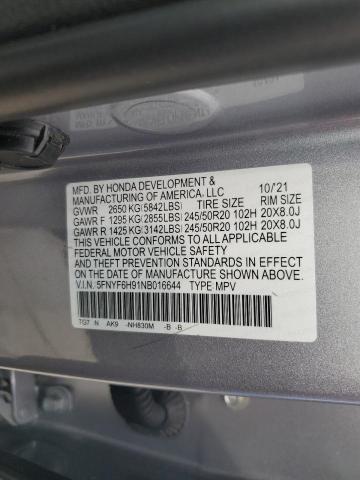 MFD. BY HONDA DEVELOPMENT &
MANUFACTURING OF AMERICA, LLC 10/'21
GVWR 2650 KG(5842LBS) TIRE SIZE RIM SIZE
GAWR F 1295 KG(2855LBS) 245/50R20 102H 20X8.0J
GAWR R 1425 KG(3142LBS) 245/50R20 102H 20X8.0J
THIS VEHICLE CONFORMS TO ALL APPLICABLE
FEDERAL MOTOR VEHICLE SAFETY
AND THEFT PREVENTION STANDARDS IN EFFECT
ON THE DATE OF MANUFACTURE SHOWN ABOVE.
V.I.N. 5FNYF6H91NB016644 TYPE: MPV
TG7 N AK9 -NH830M -B -B